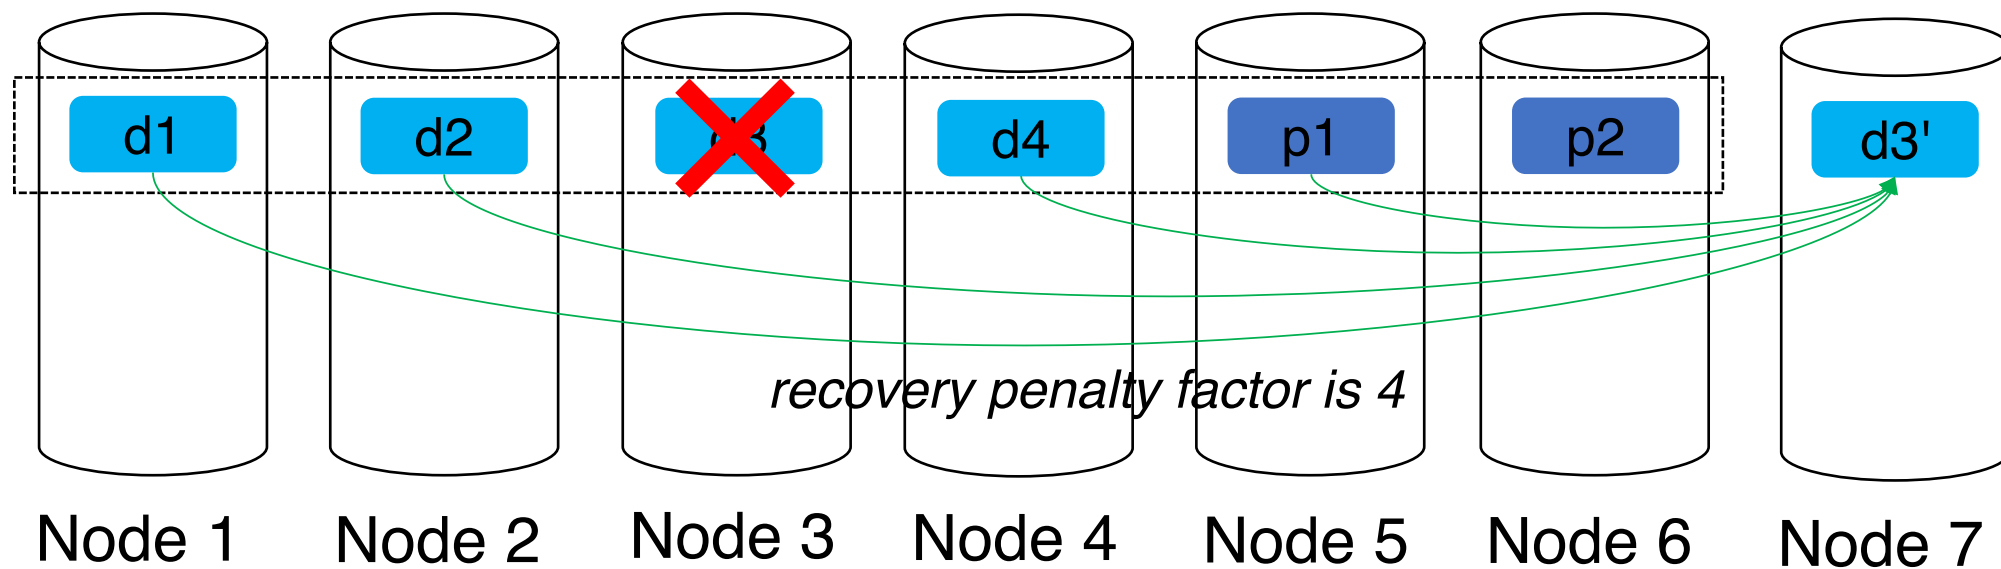 d1 d2 d3 d4 p1 p2 d3'
recovery penalty factor is 4
Node 1 Node 2 Node 3 Node 4 Node 5 Node 6 Node 7